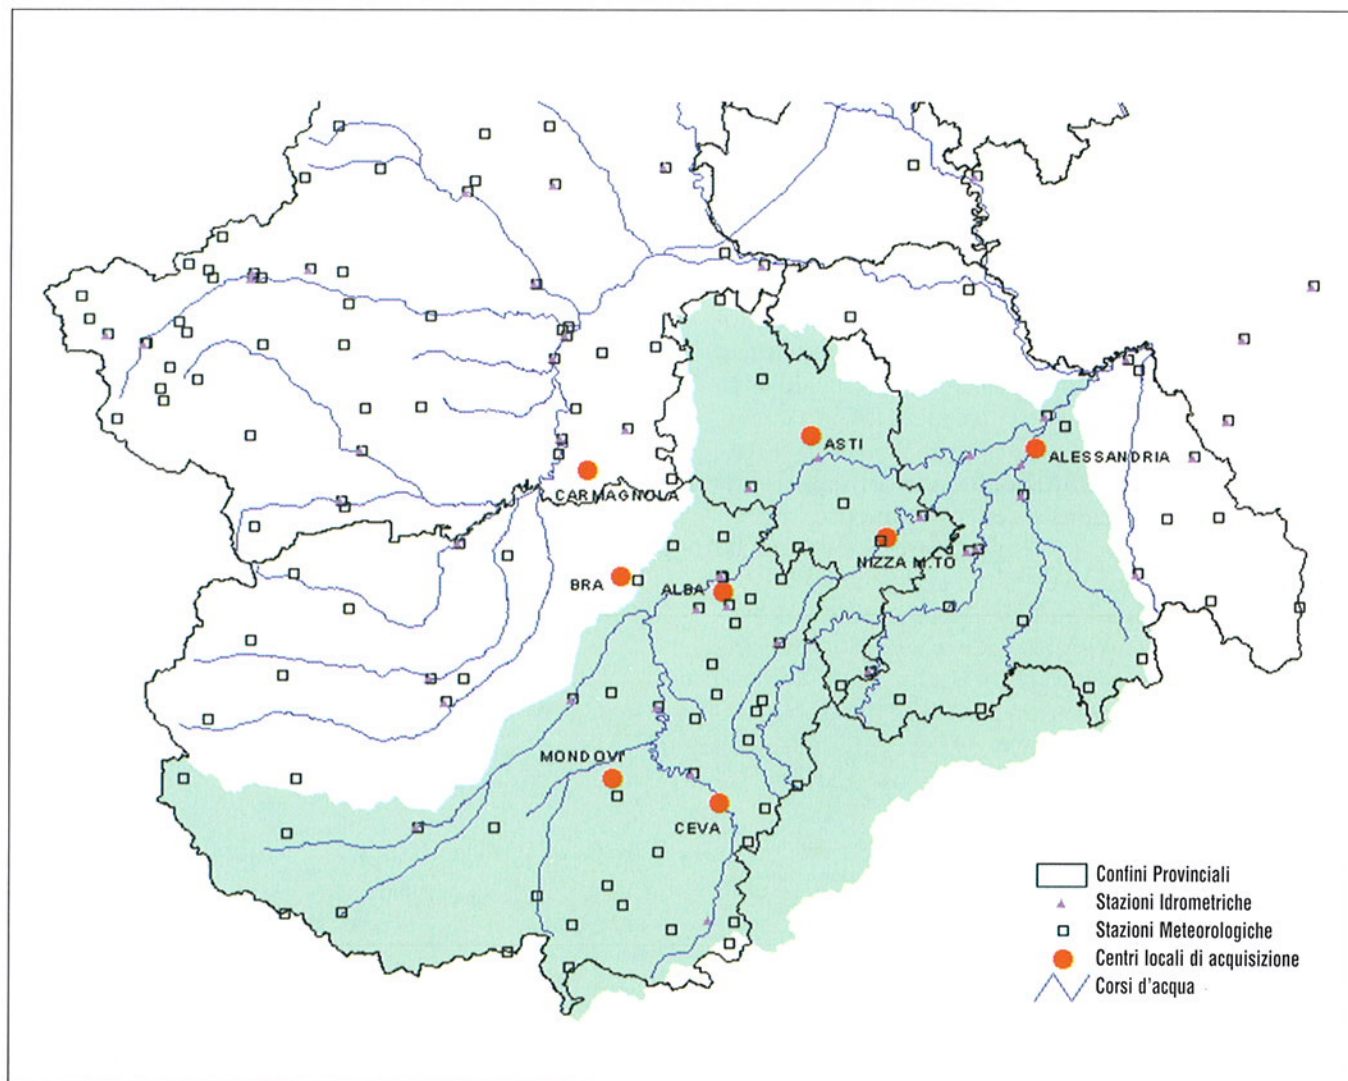 ASTI
ALESSANDRIA
CARMAGNOLA
NIZZA M.TO
BRA
ALBA
MONDOVI'
CEVA
Confini Provinciali
Stazioni Idrometriche
Stazioni Meteorologiche
Centri locali di acquisizione
Corsi d'acqua